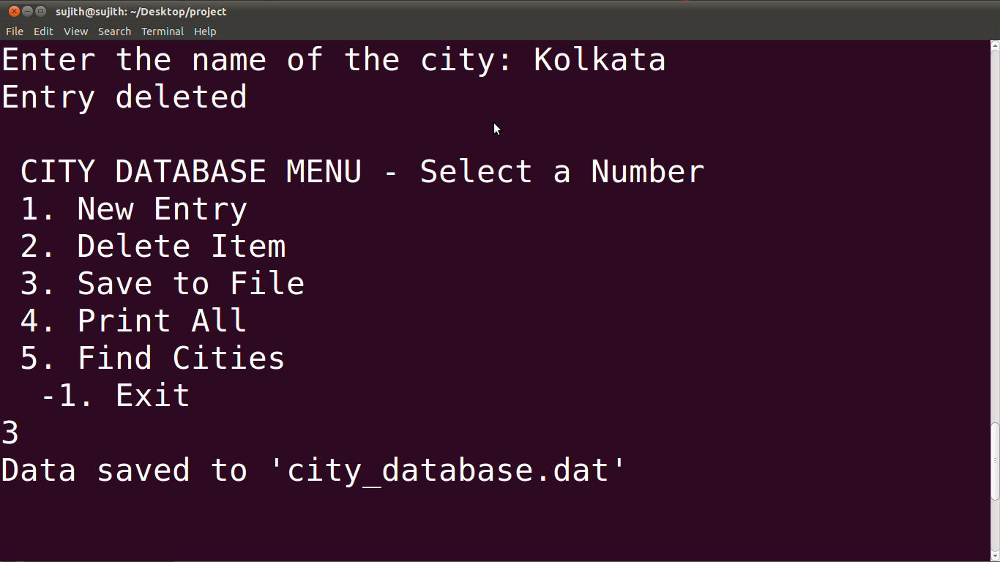 sujith@sujith: ~/Desktop/project
File Edit View Search Terminal Help
Enter the name of the city: Kolkata
Entry deleted
CITY DATABASE MENU - Select a Number
1. New Entry
2. Delete Item
3. Save to File
4. Print All
5. Find Cities
-1. Exit
3
Data saved to 'city_database.dat'